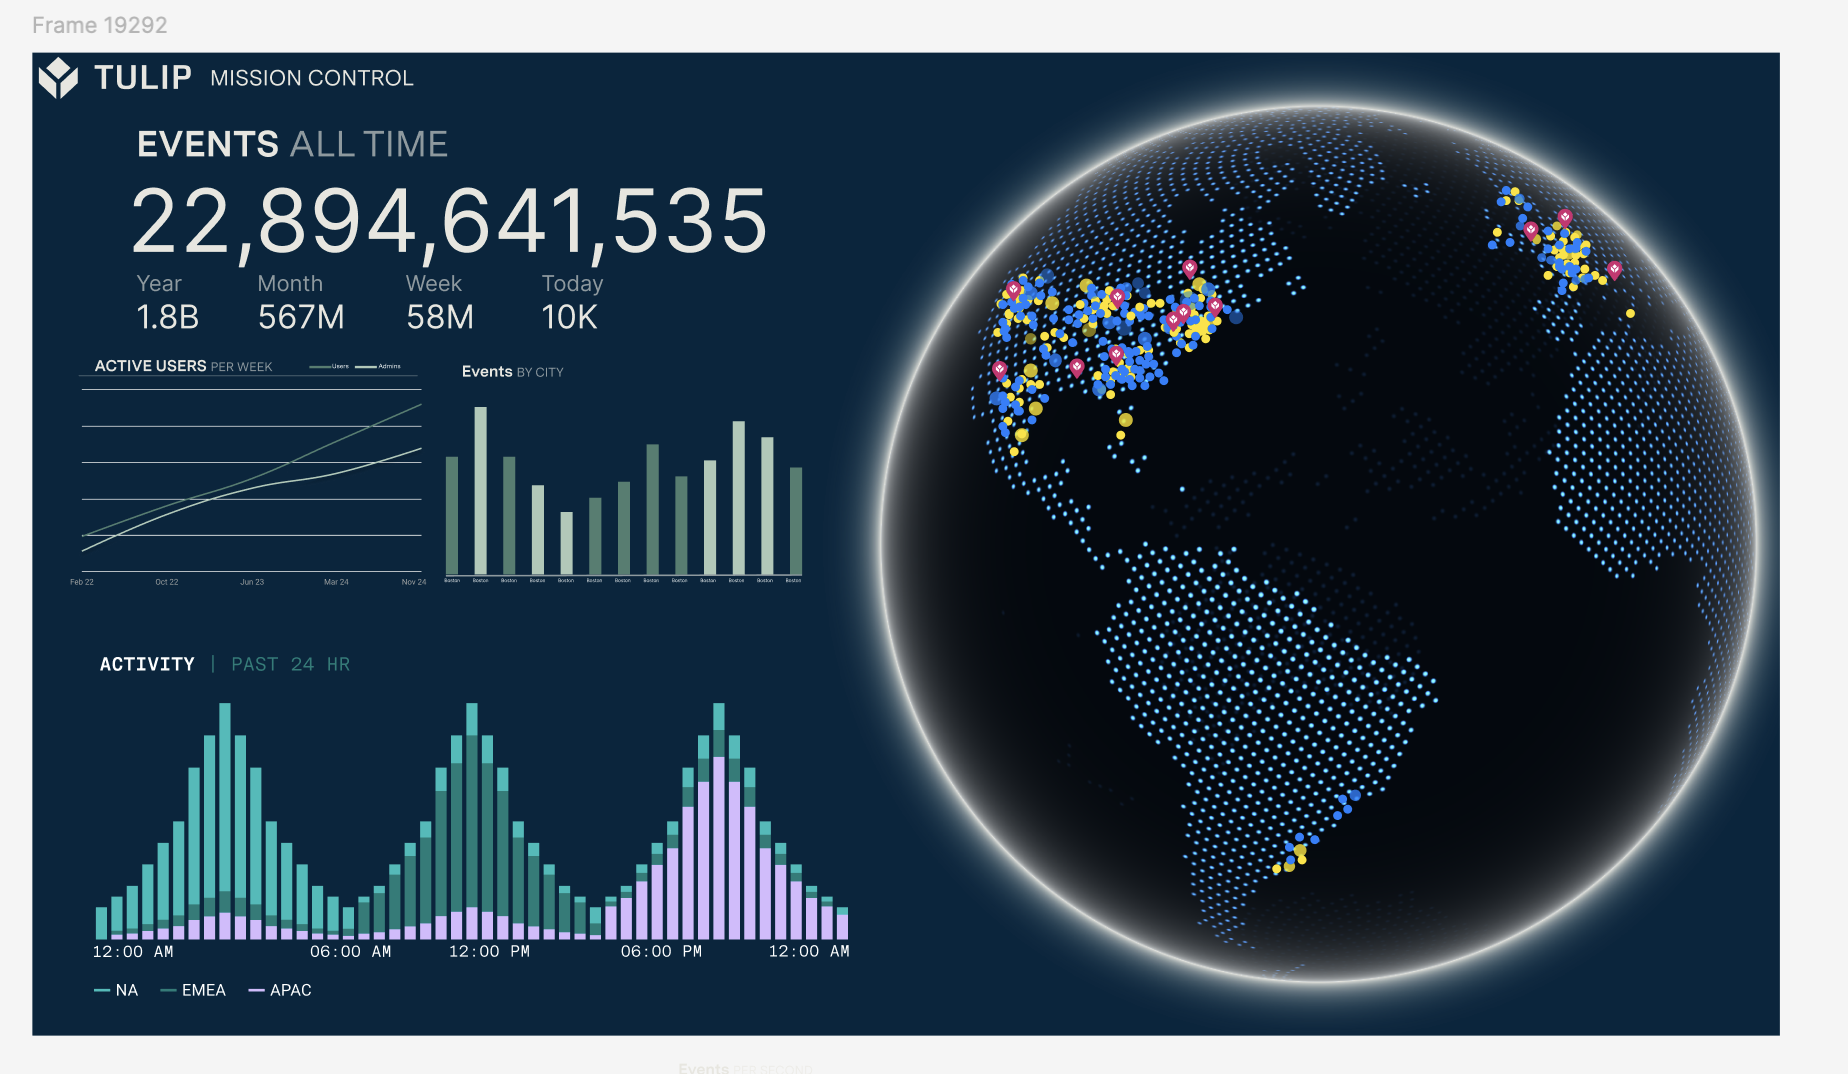 Frame 19292
TULIP MISSION CONTROL
EVENTS ALL TIME
22,894,641,535
Year Month Week Today
1.8B 567M 58M 10K
ACTIVE USERS PER WEEK Users Admins
Feb 22 Oct 22 Jun 23 Mar 24 Nov 24
Events BY CITY
Boston Boston Boston Boston Boston Boston Boston Boston Boston Boston Boston Boston Boston
ACTIVITY | PAST 24 HR
12:00 AM 06:00 AM 12:00 PM 06:00 PM 12:00 AM
NA EMEA APAC
Events PER SECOND